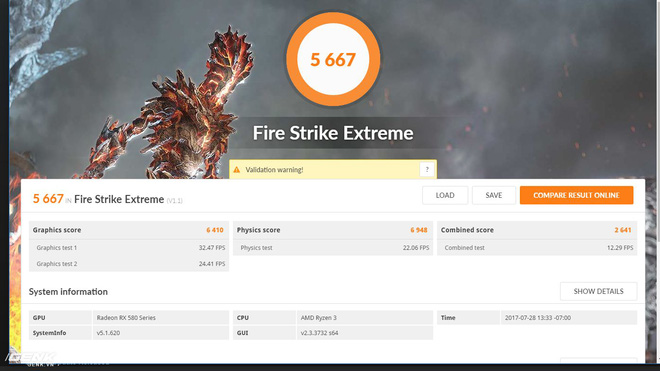 5 667
Fire Strike Extreme
Validation warning!
?
5 667 IN Fire Strike Extreme (V1.1)
LOAD
SAVE
COMPARE RESULT ONLINE
Graphics score 6 410
Graphics test 1 32.47 FPS
Graphics test 2 24.41 FPS
Physics score 6 948
Physics test 22.06 FPS
Combined score 2 641
Combined test 12.29 FPS
System information
SHOW DETAILS
GPU Radeon RX 580 Series
SystemInfo v5.1.620
CPU AMD Ryzen 3
GUI v2.3.3732 s64
Time 2017-07-28 13:33 -07:00
GENK
GENK.VN